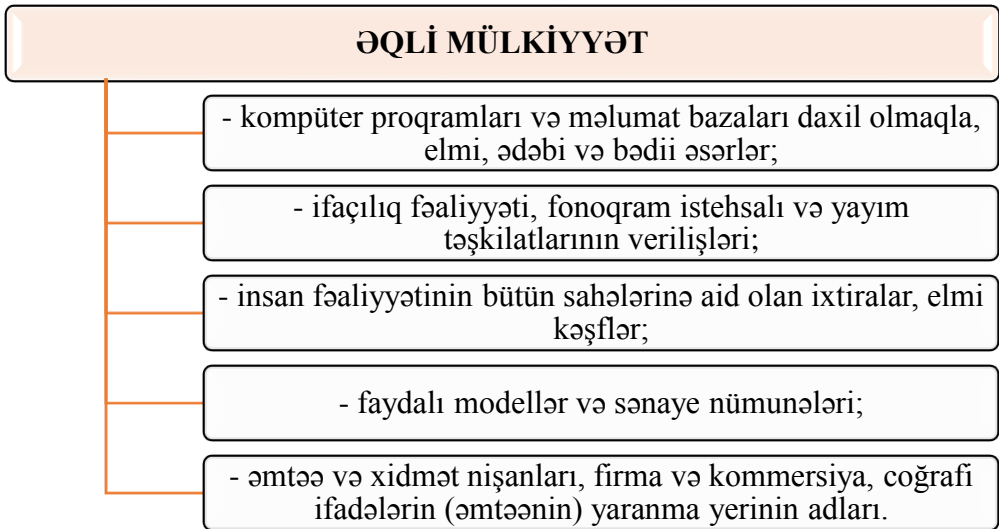 ƏQLİ MÜLKİYYƏT
- kompüter proqramları və məlumat bazaları daxil olmaqla,
elmi, ədəbi və bədii əsərlər;
- ifaçılıq fəaliyyəti, fonoqram istehsalı və yayım
təşkilatlarının verilişləri;
- insan fəaliyyətinin bütün sahələrinə aid olan ixtiralar, elmi
kəşflər;
- faydalı modellər və sənaye nümunələri;
- əmtəə və xidmət nişanları, firma və kommersiya, coğrafi
ifadələrin (əmtəənin) yaranma yerinin adları.